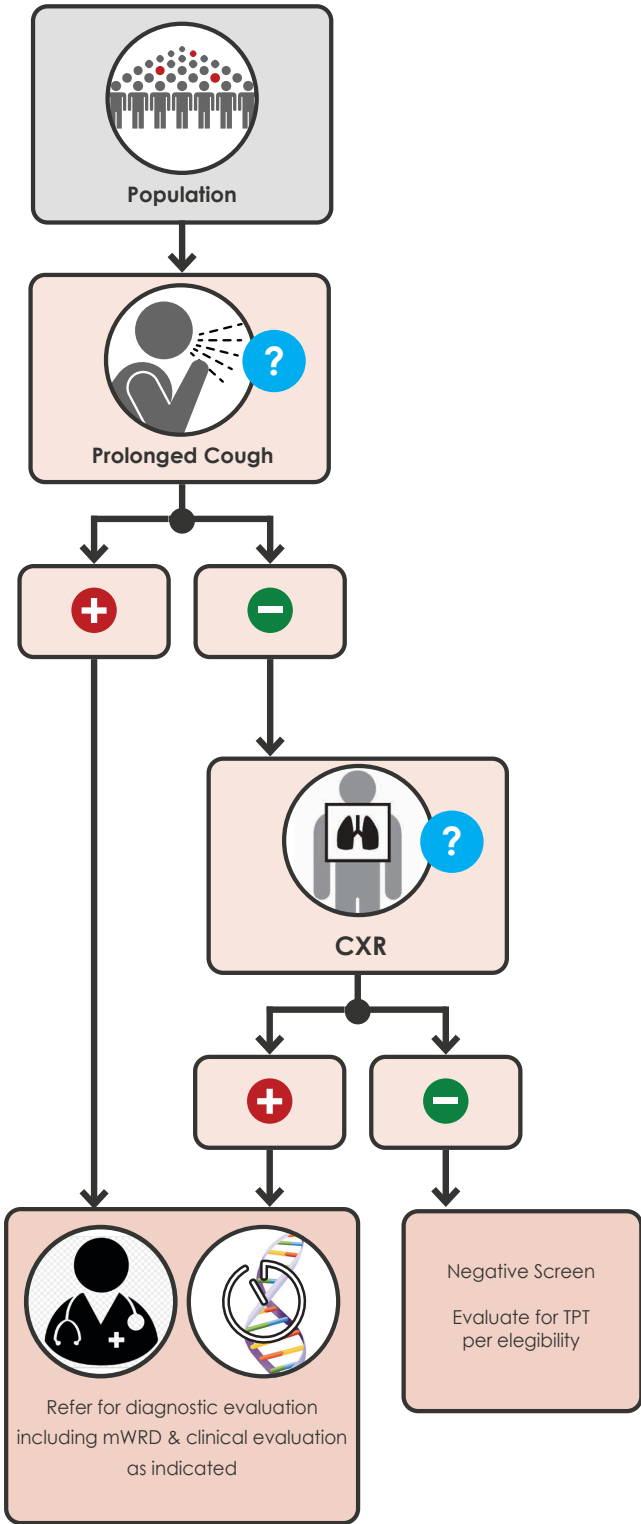 Population
?
Prolonged Cough
+
−
?
CXR
+
−
Refer for diagnostic evaluation
including mWRD & clinical evaluation
as indicated
Negative Screen
Evaluate for TPT
per elegibility